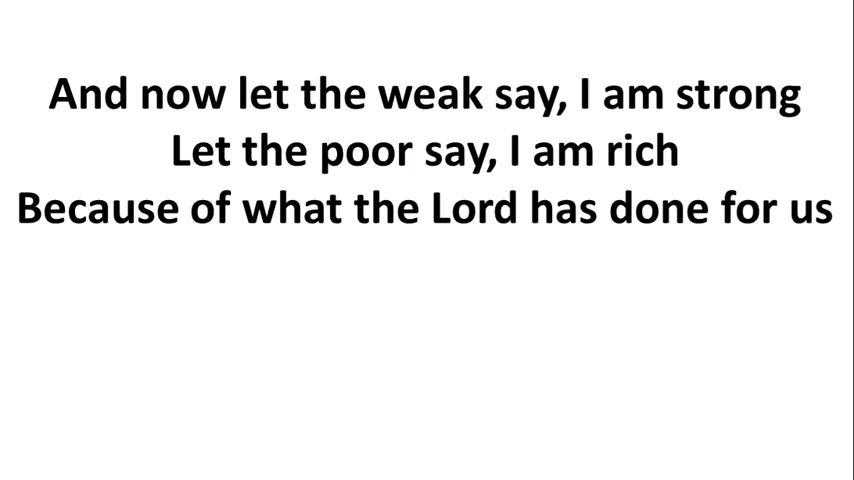 And now let the weak say, I am strong
Let the poor say, I am rich
Because of what the Lord has done for us